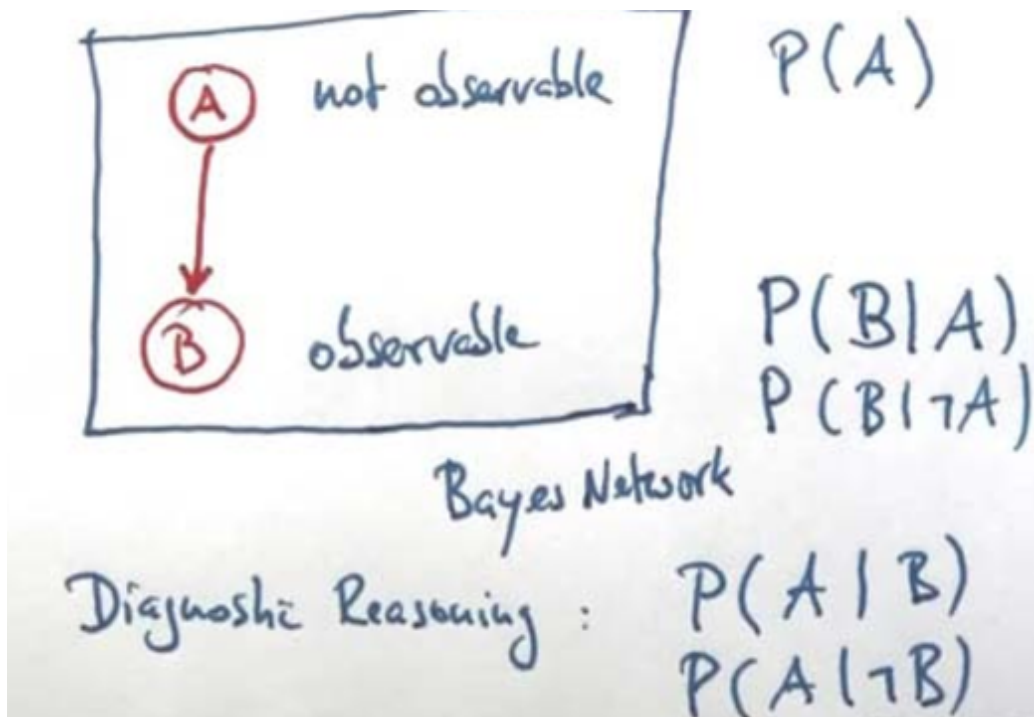 A not observable P(A)
B observable P(B|A)
P(B|¬A)
Bayes Network
Diagnostic Reasoning : P(A|B)
P(A|¬B)